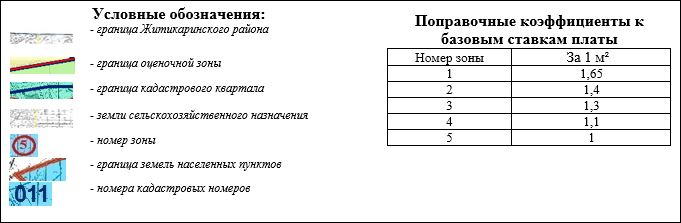 Условные обозначения:
- граница Житикаринского района
- граница оценочной зоны
- граница кадастрового квартала
- земли сельскохозяйственного назначения
5 - номер зоны
- граница земель населенных пунктов
011 - номера кадастровых номеров
Поправочные коэффициенты к
базовым ставкам платы
Номер зоны За 1 м²
1 1,65
2 1,4
3 1,3
4 1,1
5 1